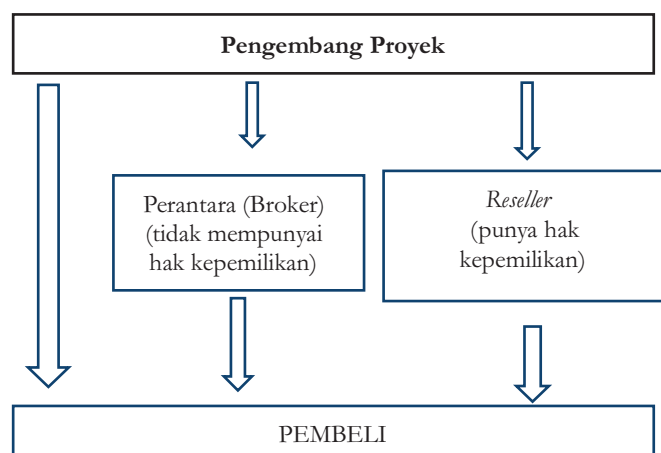 Pengembang Proyek
Perantara (Broker)
(tidak mempunyai
hak kepemilikan)
Reseller
(punya hak
kepemilikan)
PEMBELI